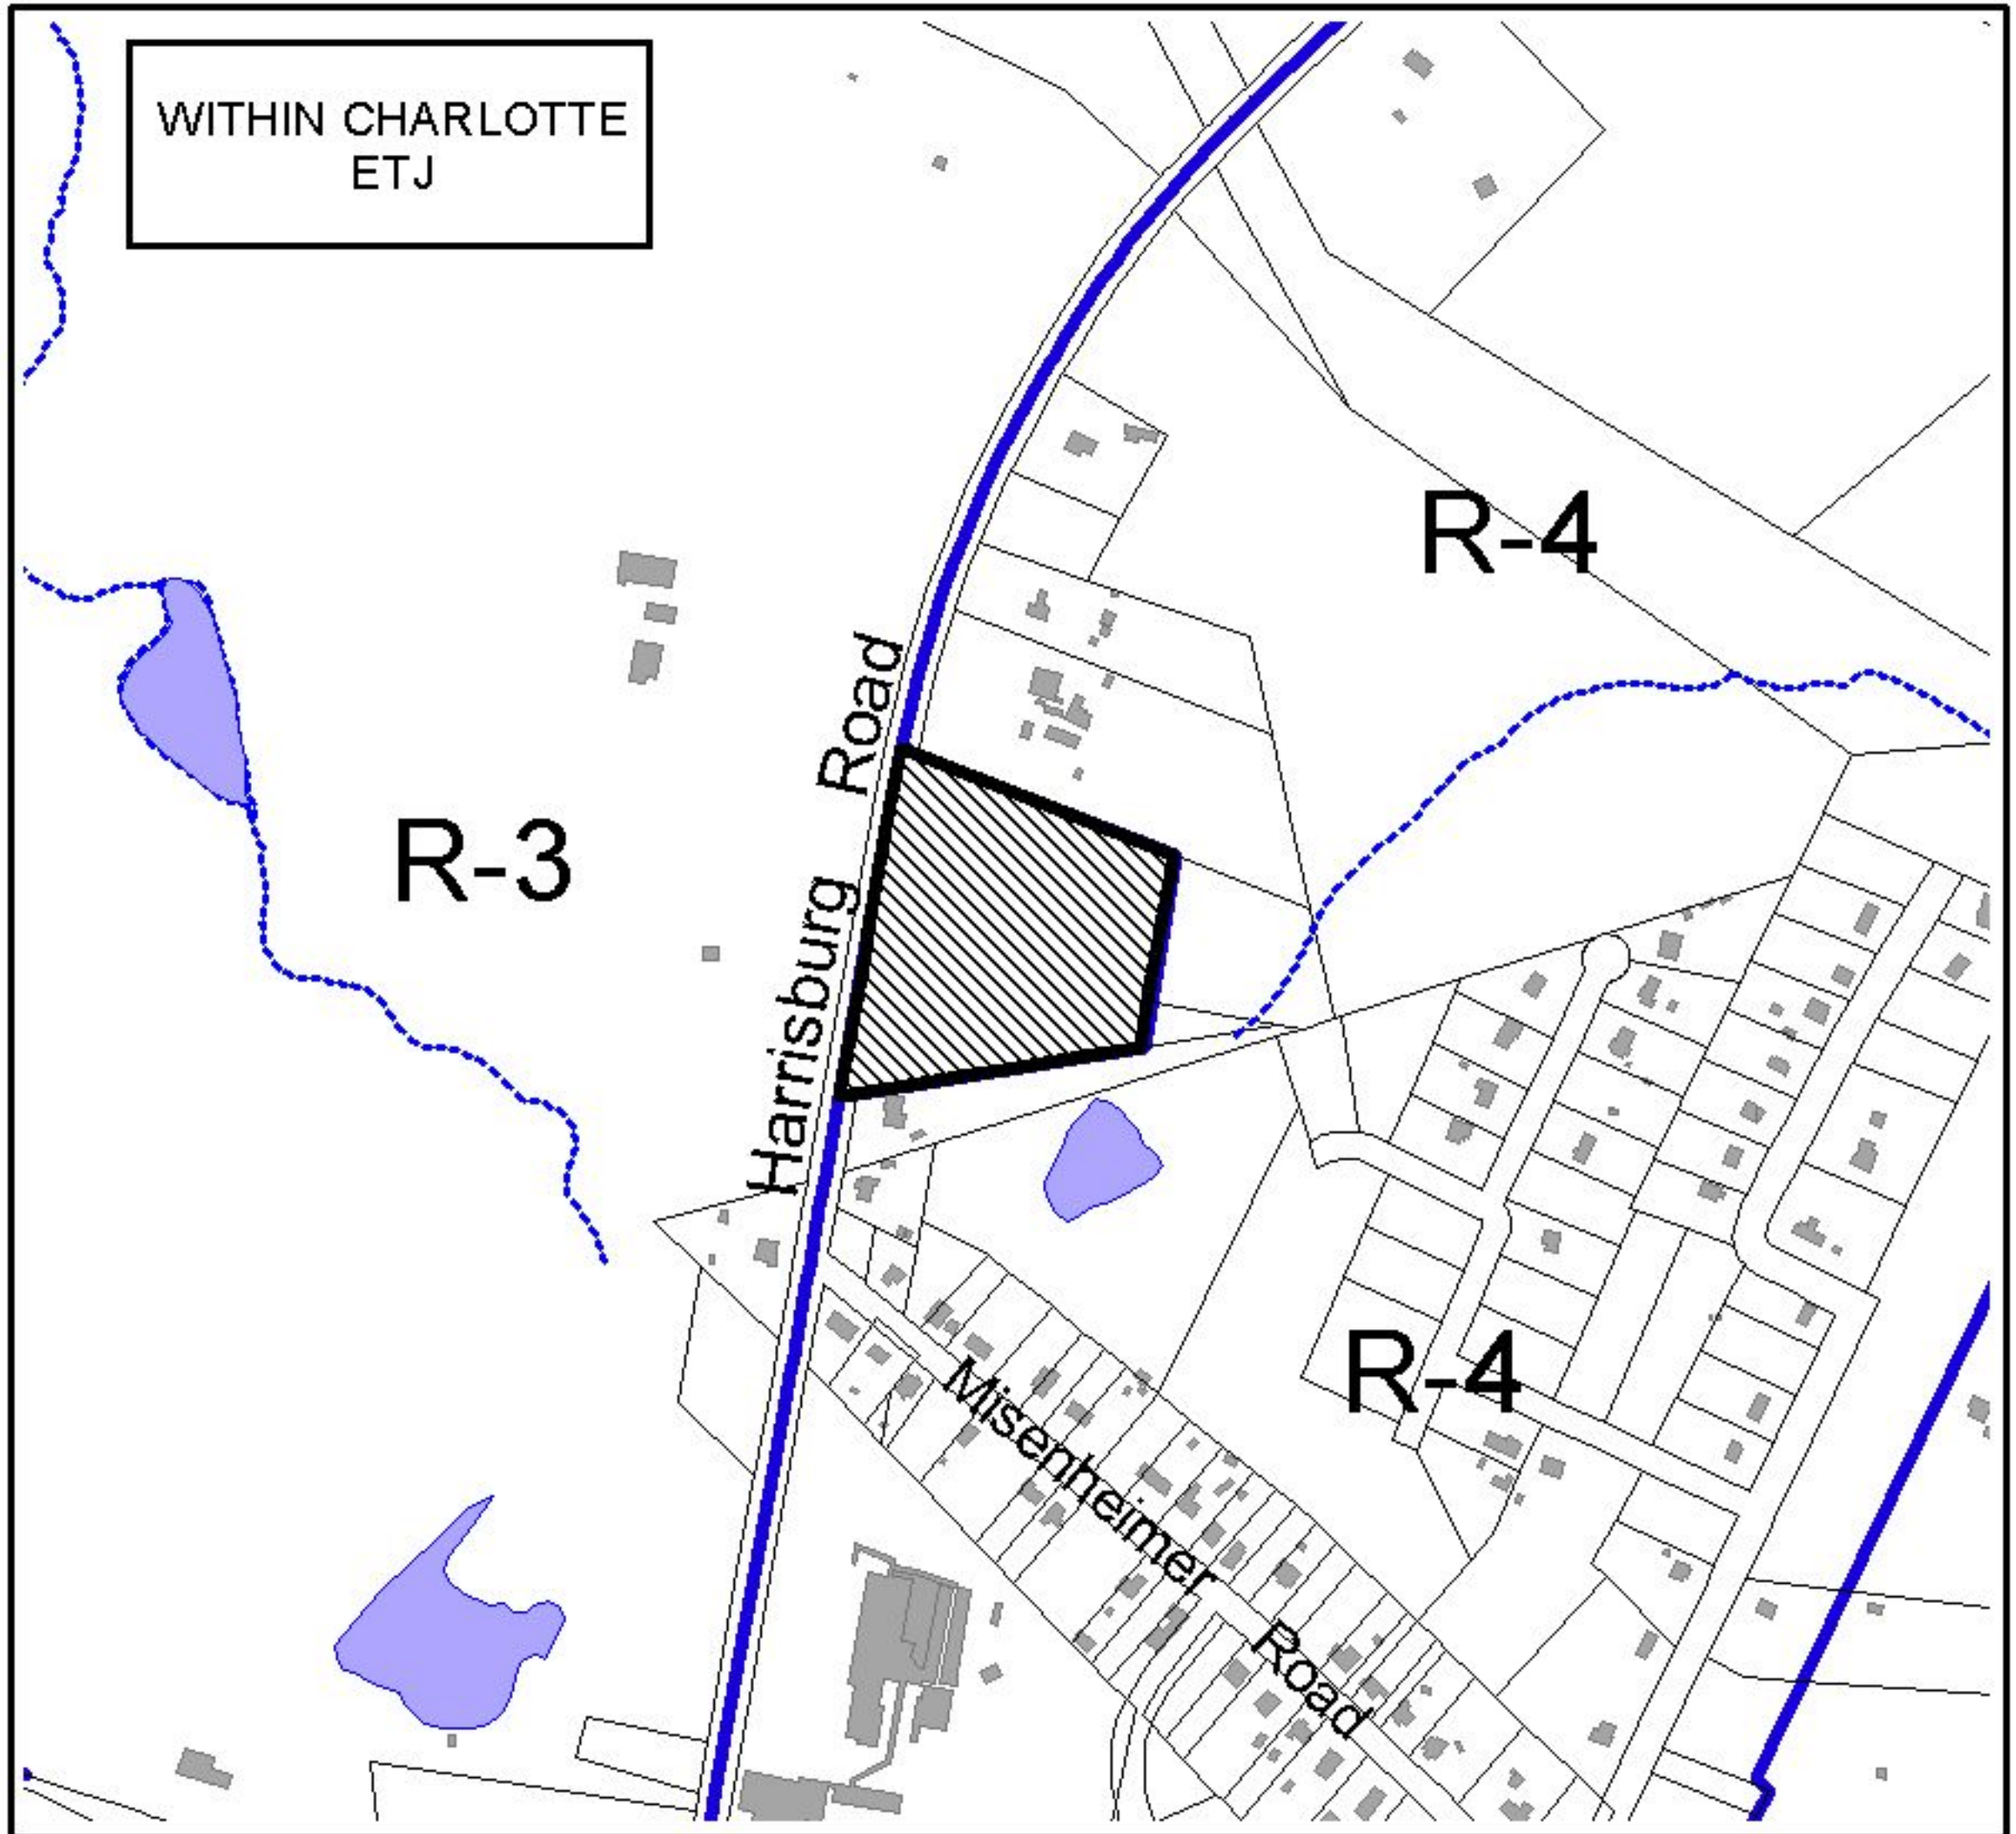 WITHIN CHARLOTTE
ETJ
R-4
R-3
Harrisburg Road
R-4
Misenheimer Road